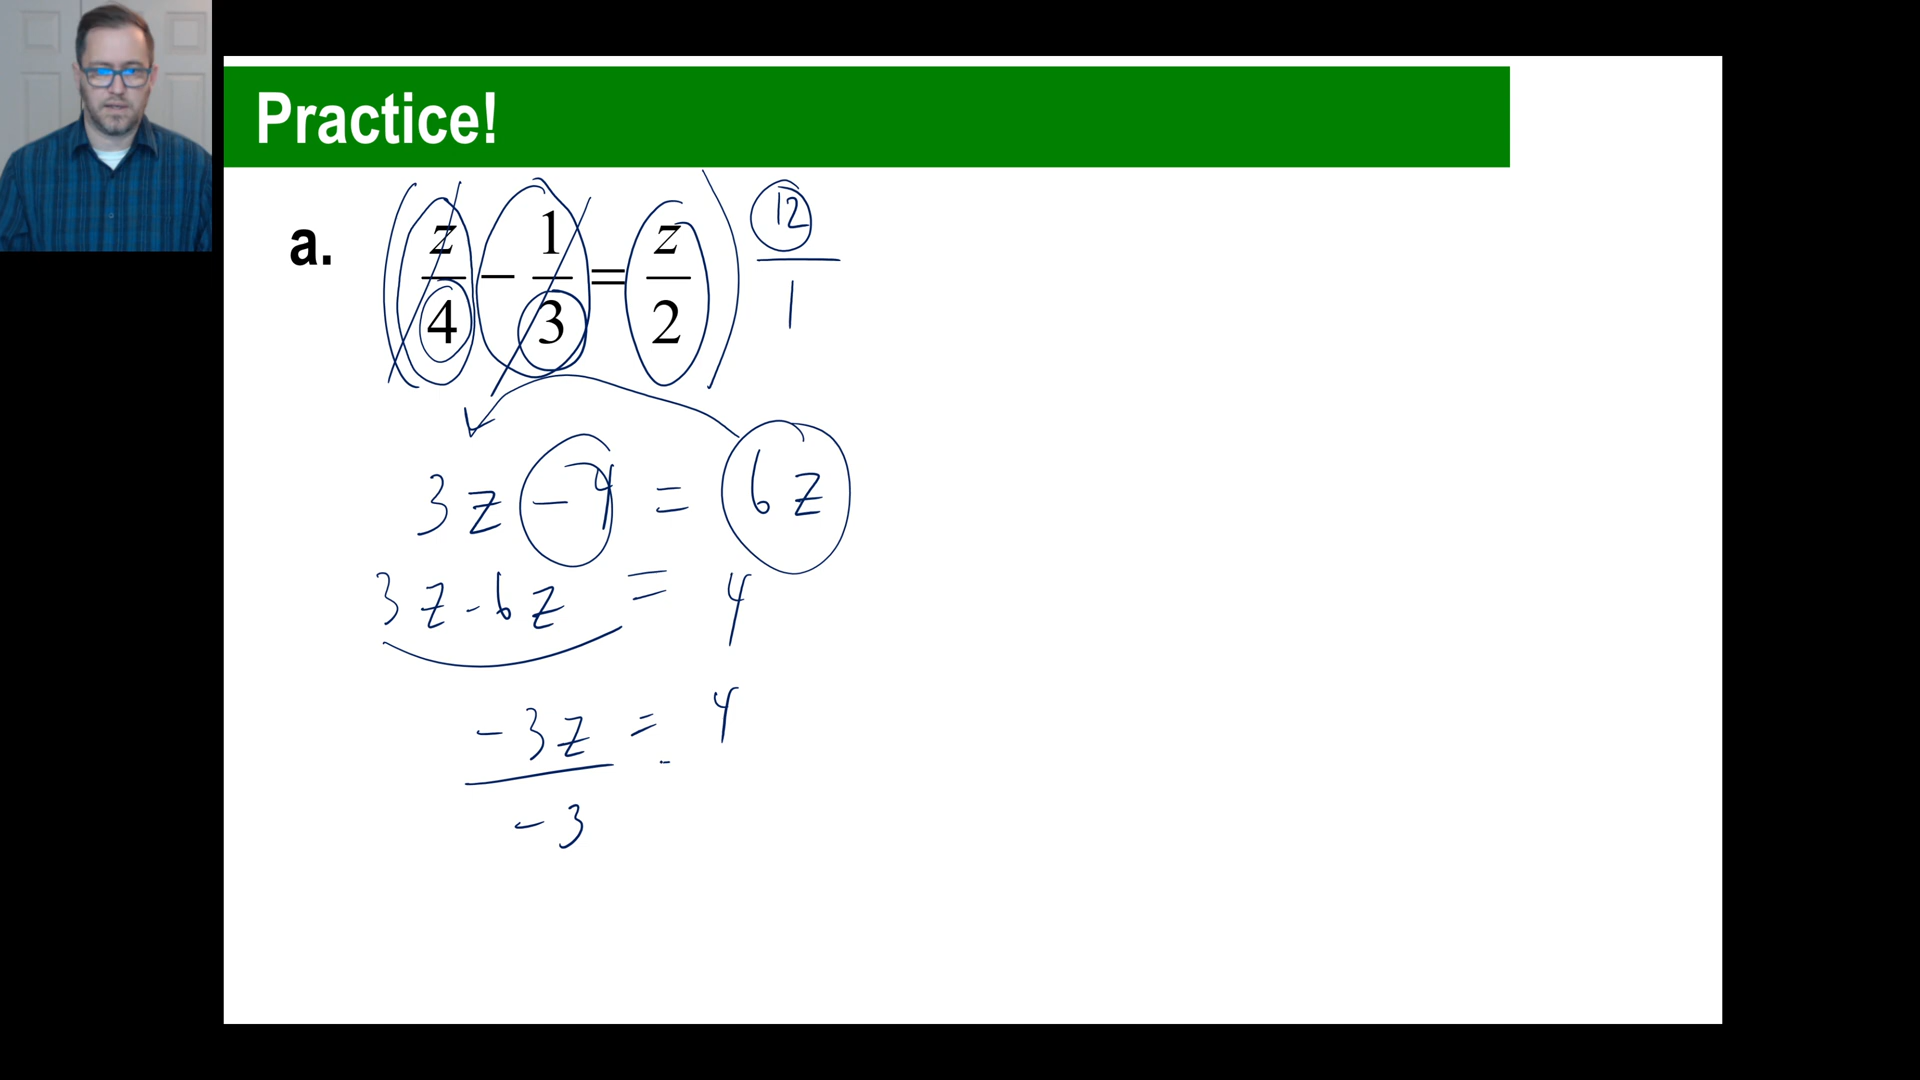 Practice!
a. (z/4 − 1/3 = z/2) 12/1
3z − 4 = 6z
3z - 6z = 4
-3z = 4
-3